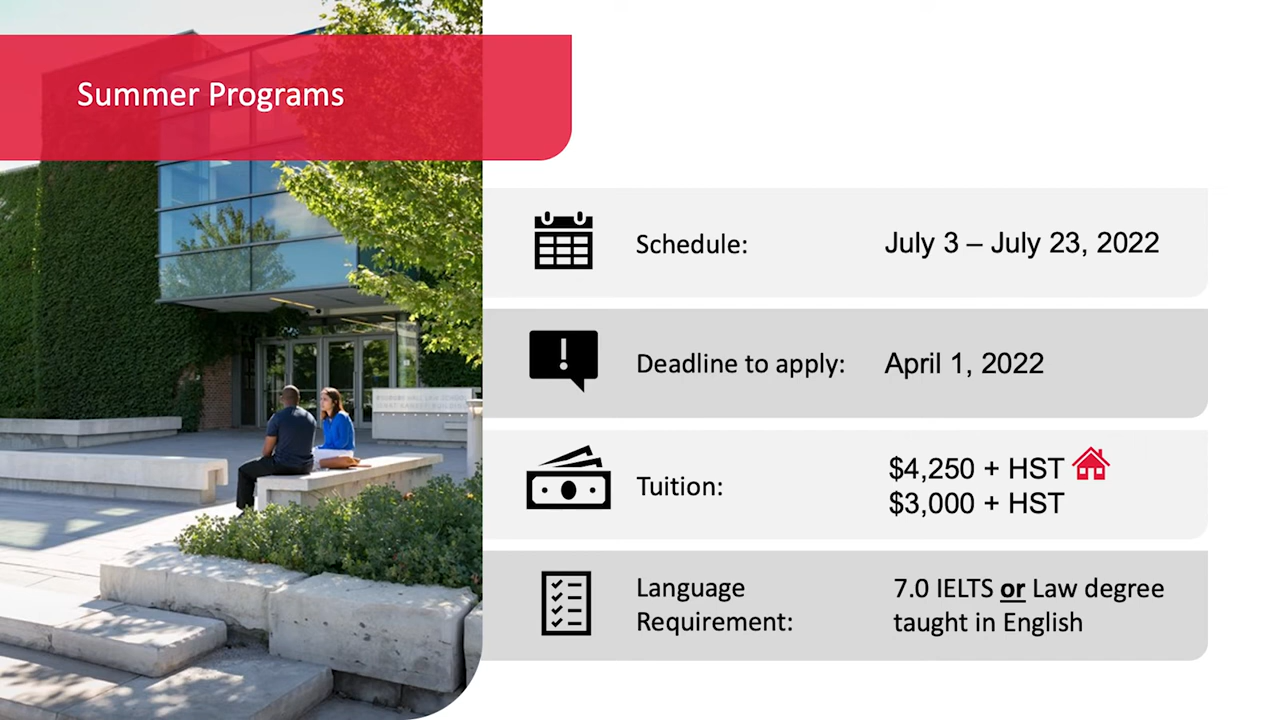 Summer Programs
Schedule:
July 3 – July 23, 2022
Deadline to apply:
April 1, 2022
Tuition:
$4,250 + HST
$3,000 + HST
Language
Requirement:
7.0 IELTS or Law degree
taught in English